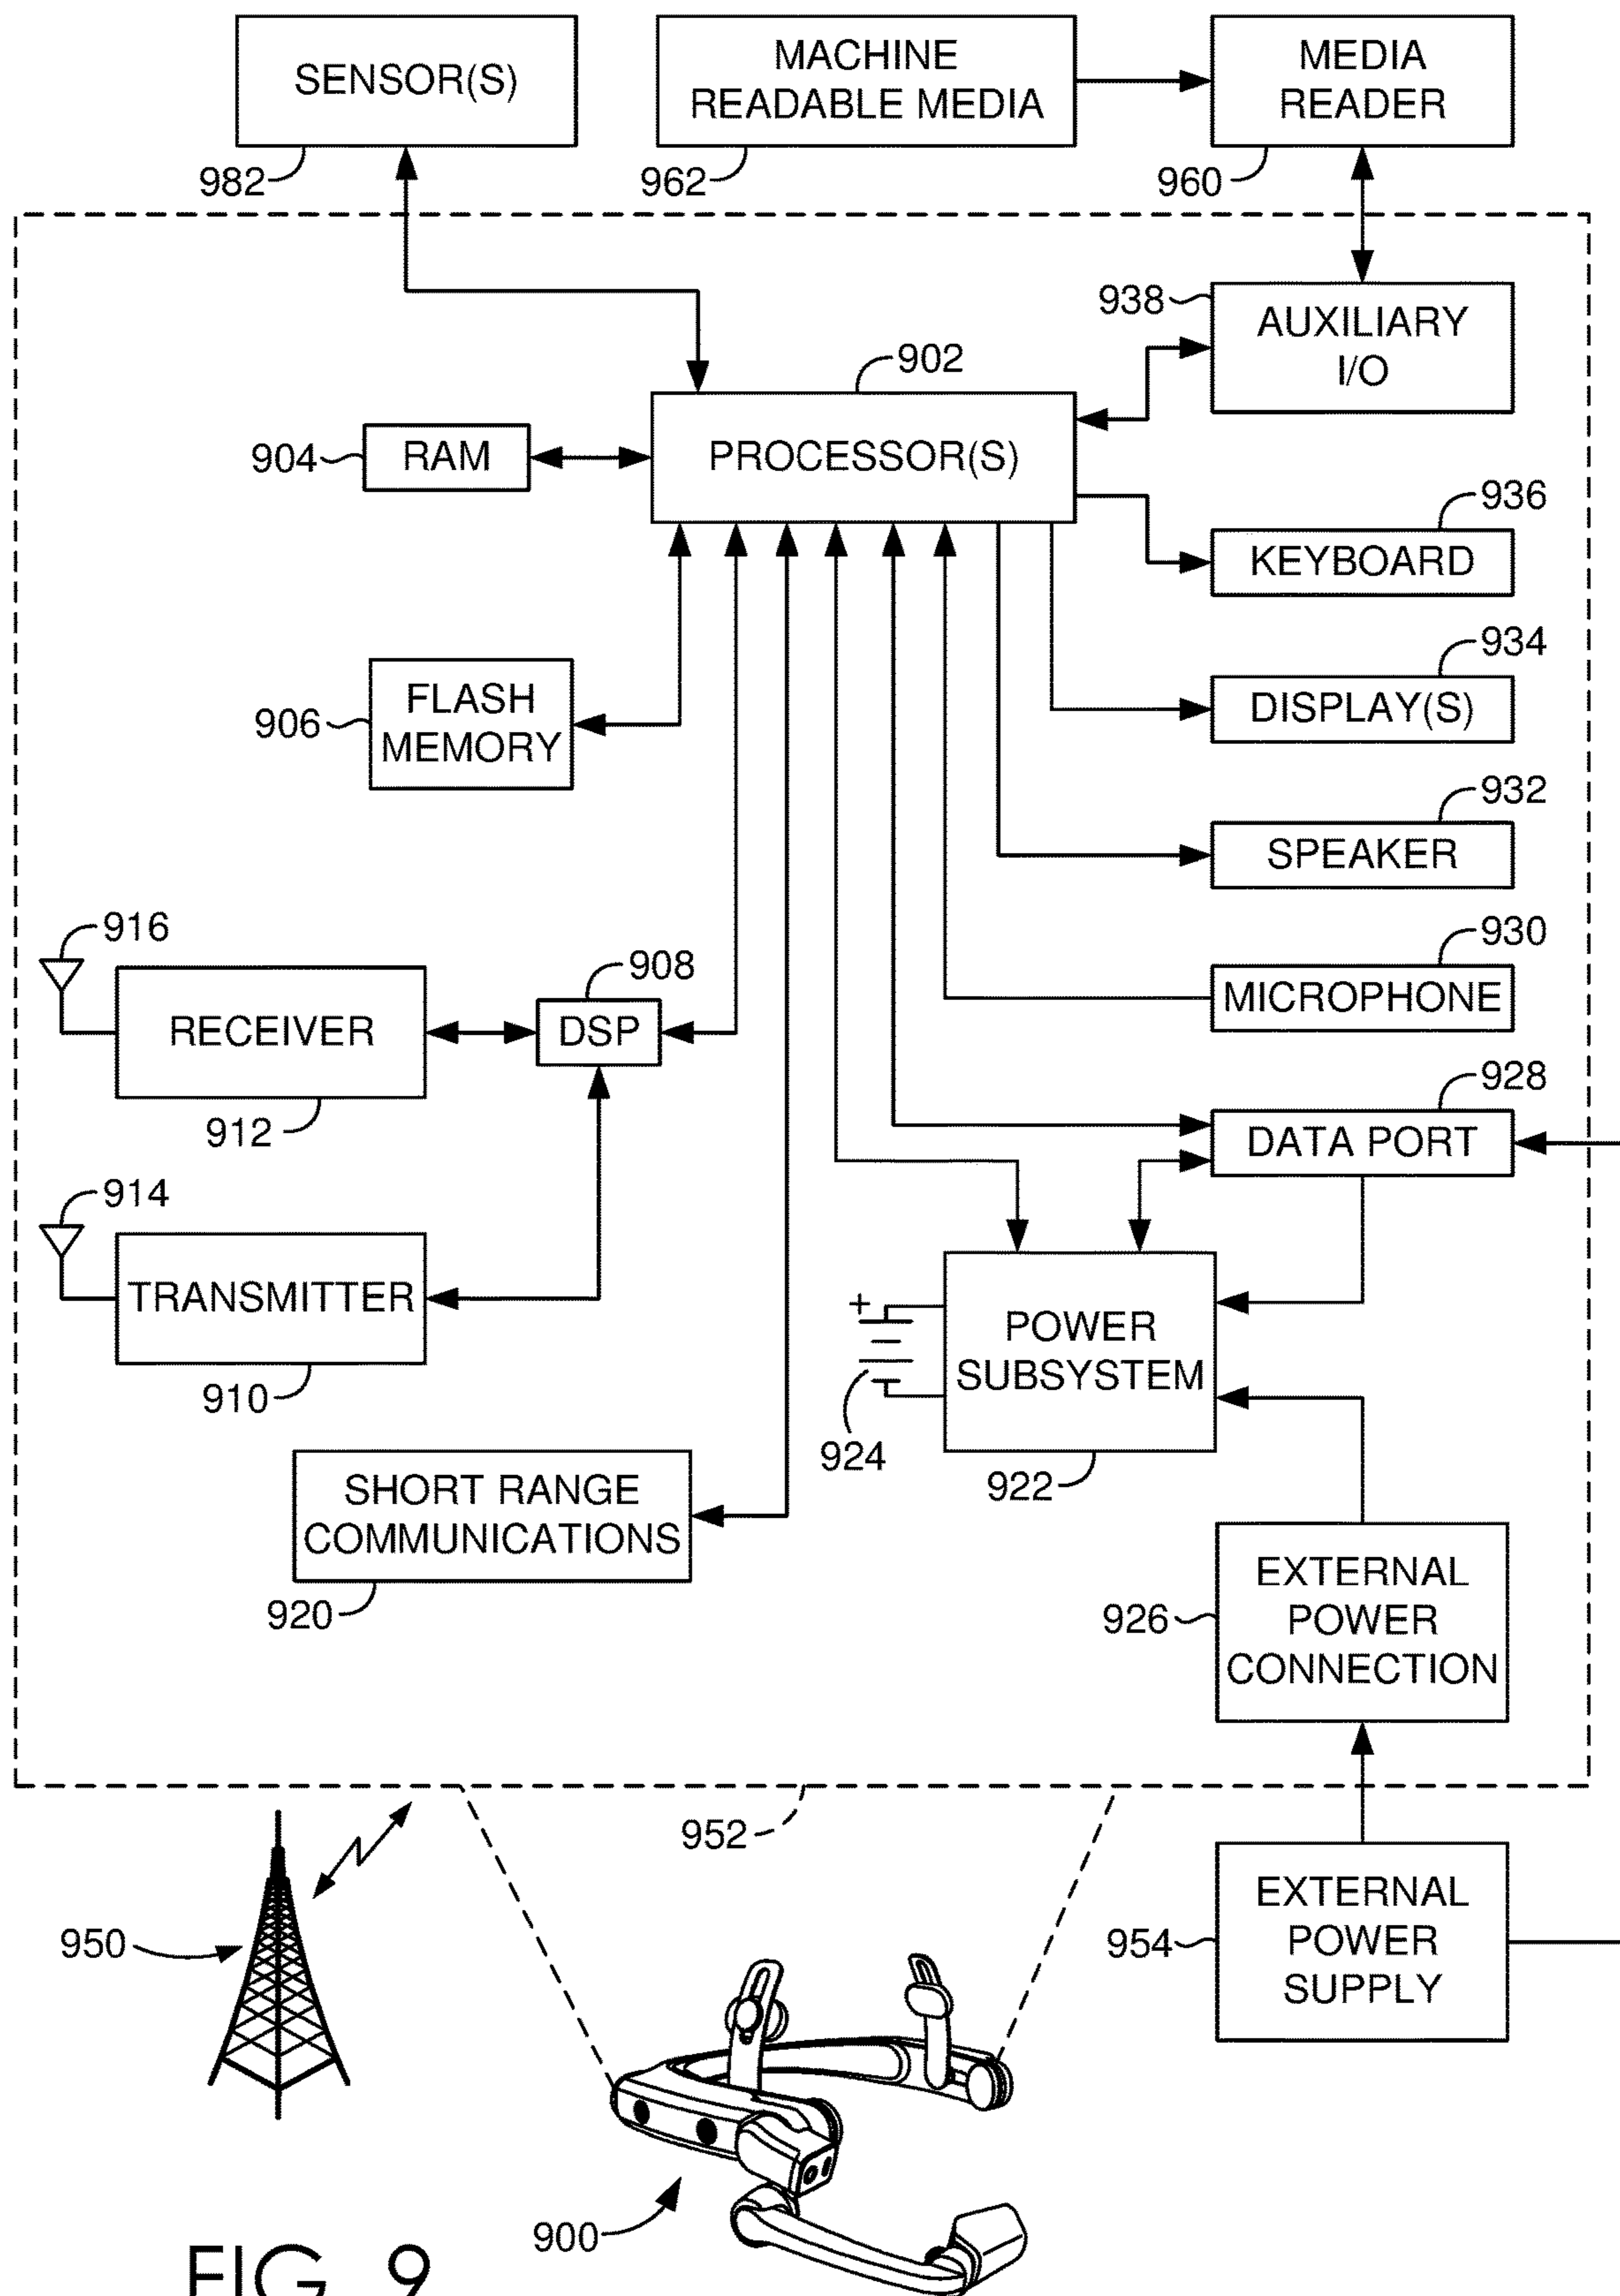 SENSOR(S)
982
MACHINE
READABLE MEDIA
962
MEDIA
READER
960
938
AUXILIARY
I/O
902
PROCESSOR(S)
904
RAM
936
KEYBOARD
906
FLASH
MEMORY
934
DISPLAY(S)
932
SPEAKER
916
RECEIVER
912
908
DSP
930
MICROPHONE
928
DATA PORT
914
TRANSMITTER
910
+
924
POWER
SUBSYSTEM
922
SHORT RANGE
COMMUNICATIONS
920
926
EXTERNAL
POWER
CONNECTION
952
950
954
EXTERNAL
POWER
SUPPLY
900
FIG. 9